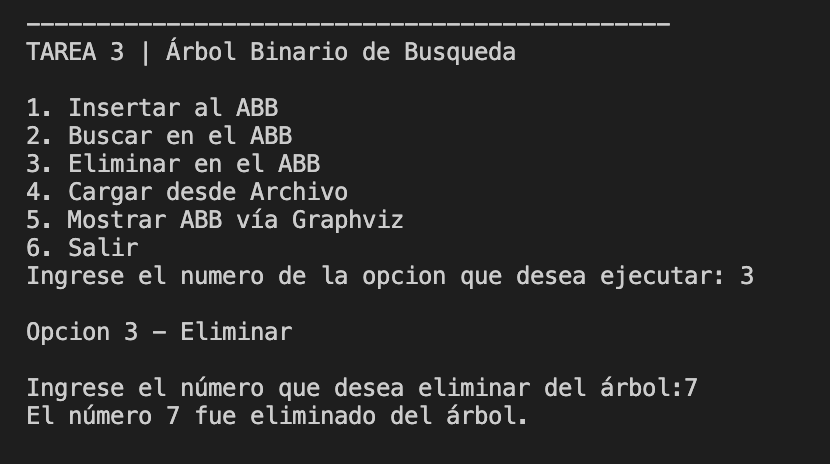 ----------------------------------------------
TAREA 3 | Árbol Binario de Busqueda
1. Insertar al ABB
2. Buscar en el ABB
3. Eliminar en el ABB
4. Cargar desde Archivo
5. Mostrar ABB vía Graphviz
6. Salir
Ingrese el numero de la opcion que desea ejecutar: 3
Opcion 3 - Eliminar
Ingrese el número que desea eliminar del árbol:7
El número 7 fue eliminado del árbol.